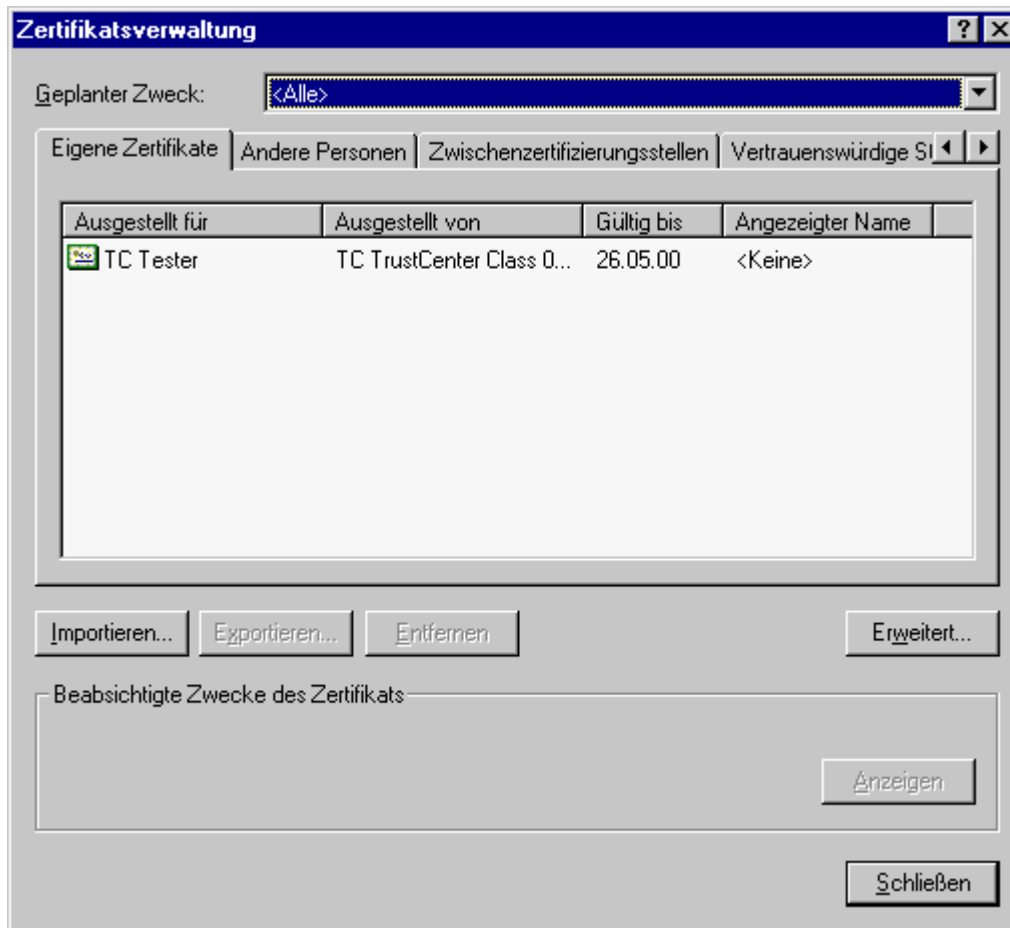 Zertifikatsverwaltung
Geplanter Zweck: <Alle>
Eigene Zertifikate Andere Personen Zwischenzertifizierungsstellen Vertrauenswürdige
Ausgestellt für Ausgestellt von Gültig bis Angezeigter Name
TC Tester TC TrustCenter Class 0... 26.05.00 <Keine>
Importieren... Exportieren... Entfernen Erweitert...
Beabsichtigte Zwecke des Zertifikats
Anzeigen
Schließen